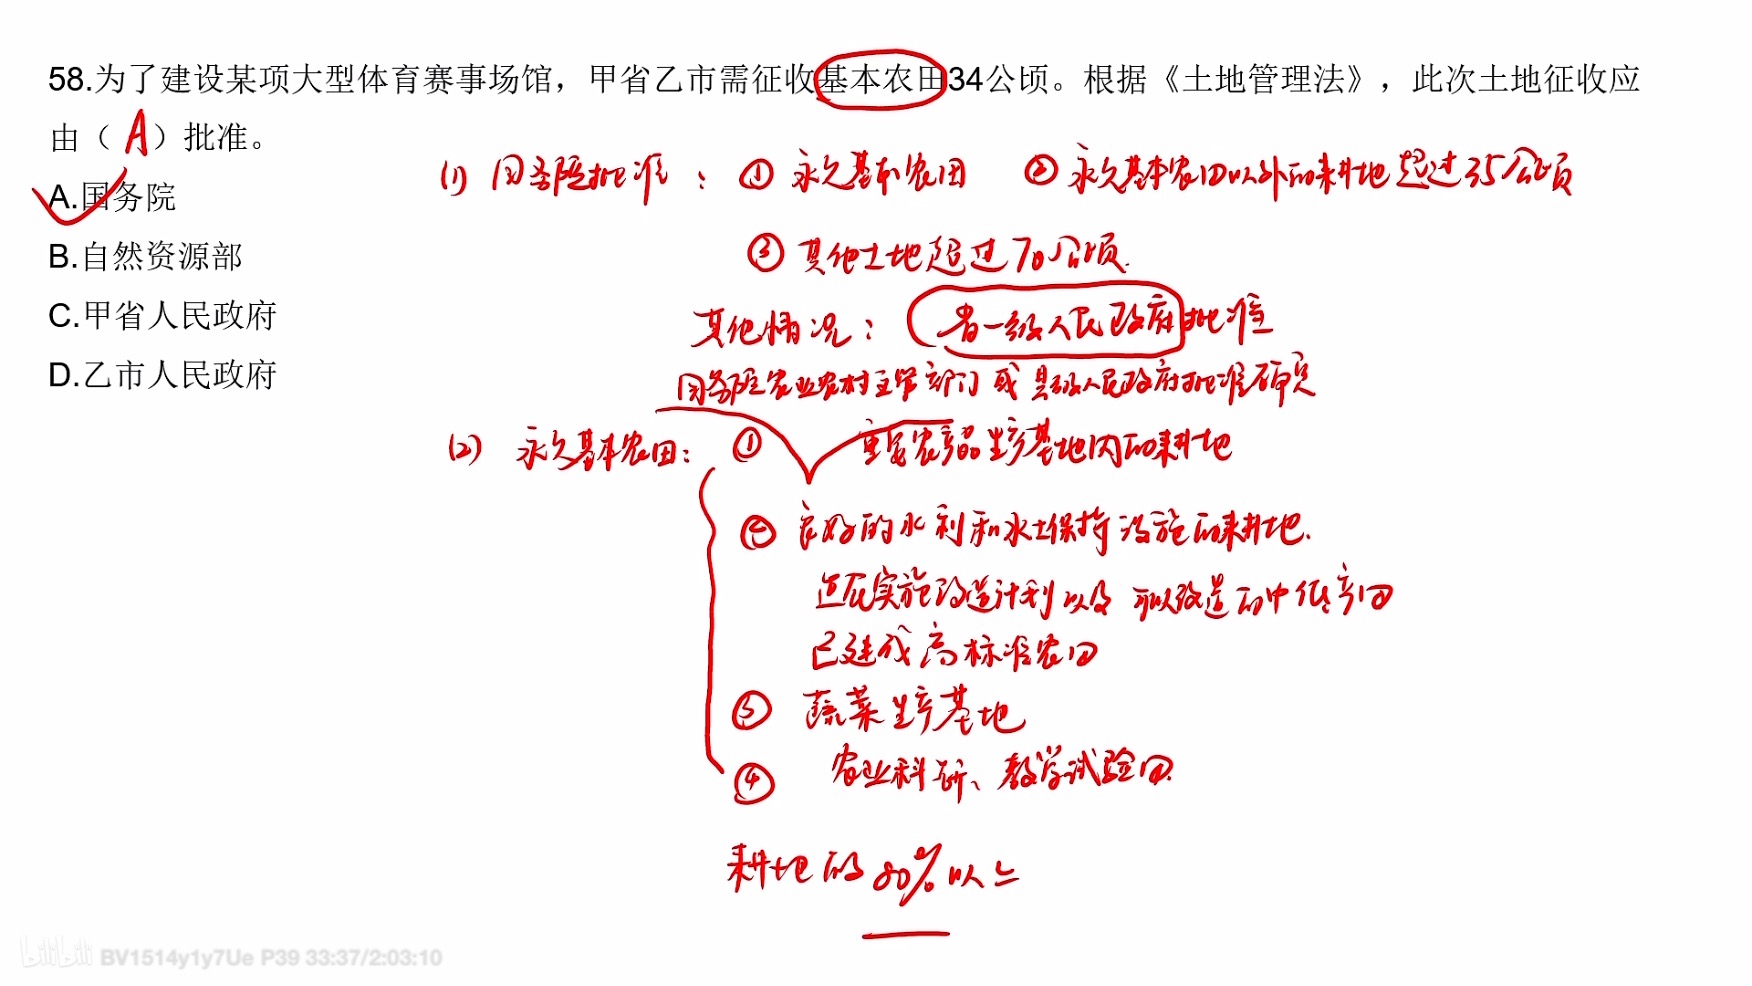 58.为了建设某项大型体育赛事场馆，甲省乙市需征收基本农田34公顷。根据《土地管理法》，此次土地征收应
由（ A ）批准。
A.国务院
B.自然资源部
C.甲省人民政府
D.乙市人民政府
(1) 国务院批准：① 永久基本农田 ② 永久基本农田以外的耕地超过35公顷
③ 其他土地超过70公顷.
其他情况：省一级人民政府批准
国务院农业农村主管部门或县级人民政府批准确定
(2) 永久基本农田：① 重要农产品生产基地内的耕地
② 良好的水利和水土保持设施的耕地.
正在实施改造计划以及可以改造的中低产田
已建成高标准农田
③ 蔬菜生产基地
④ 农业科研、教学试验田.
耕地的80%以上
bilibili BV1514y1y7Ue P39 33:37/2:03:10